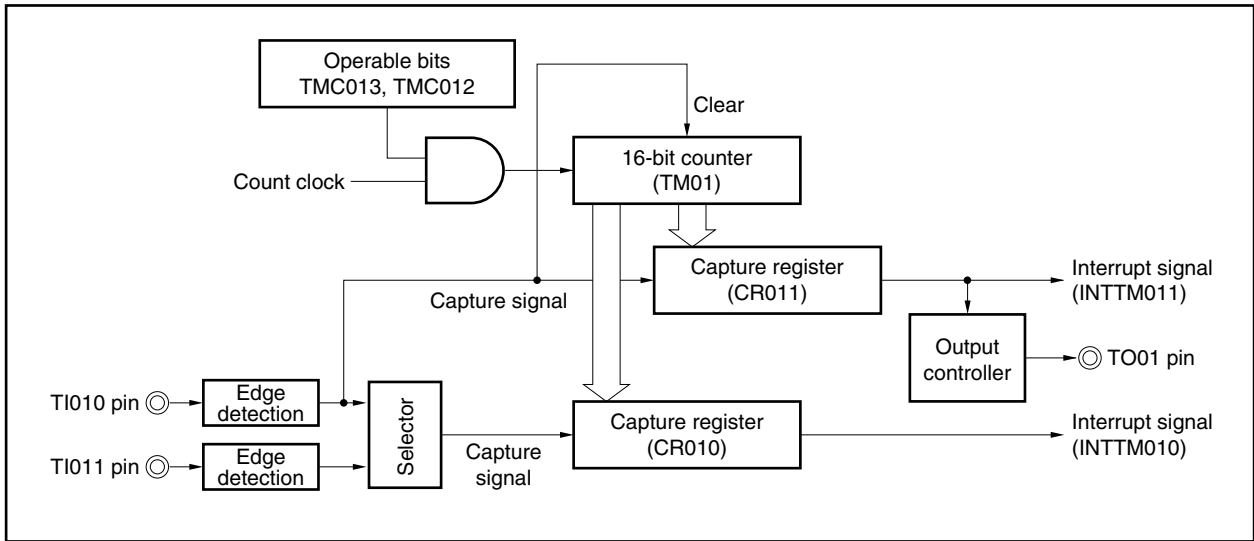 Operable bits
TMC013, TMC012
Clear
16-bit counter
(TM01)
Count clock
Capture register
(CR011)
Interrupt signal
(INTTM011)
Capture signal
Output
controller
TO01 pin
TI010 pin
Edge
detection
Selector
Capture register
(CR010)
Interrupt signal
(INTTM010)
TI011 pin
Edge
detection
Capture
signal